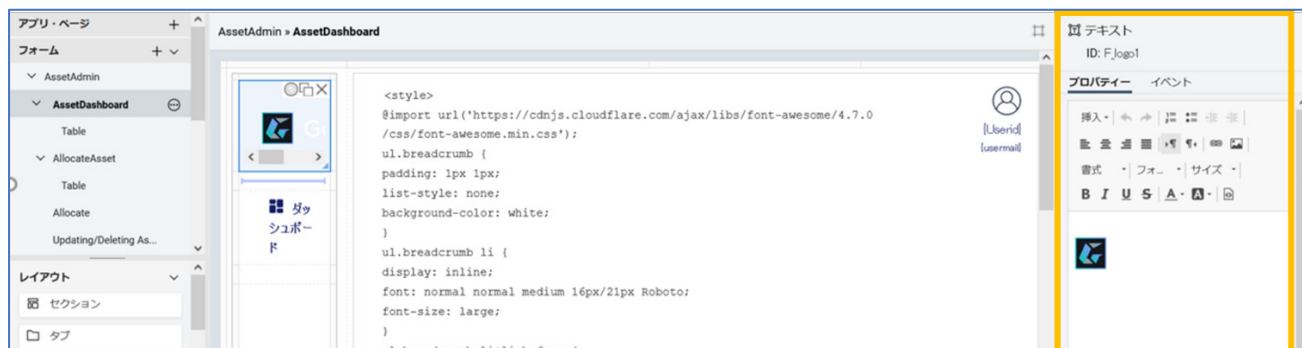 アプリ・ページ
フォーム
AssetAdmin
AssetDashboard
Table
AllocateAsset
Table
Allocate
Updating/Deleting As...
レイアウト
セクション
タブ
AssetAdmin » AssetDashboard
ダッ
シュボー
ド
<style>
@import url('https://cdnjs.cloudflare.com/ajax/libs/font-awesome/4.7.0
/css/font-awesome.min.css');
ul.breadcrumb {
padding: 1px 1px;
list-style: none;
background-color: white;
}
ul.breadcrumb li {
display: inline;
font: normal normal medium 16px/21px Roboto;
font-size: large;
}
[Userid]
[usermail]
テキスト
ID: F_logo1
プロパティー イベント
挿入
書式 フォ... サイズ
B I U S A A